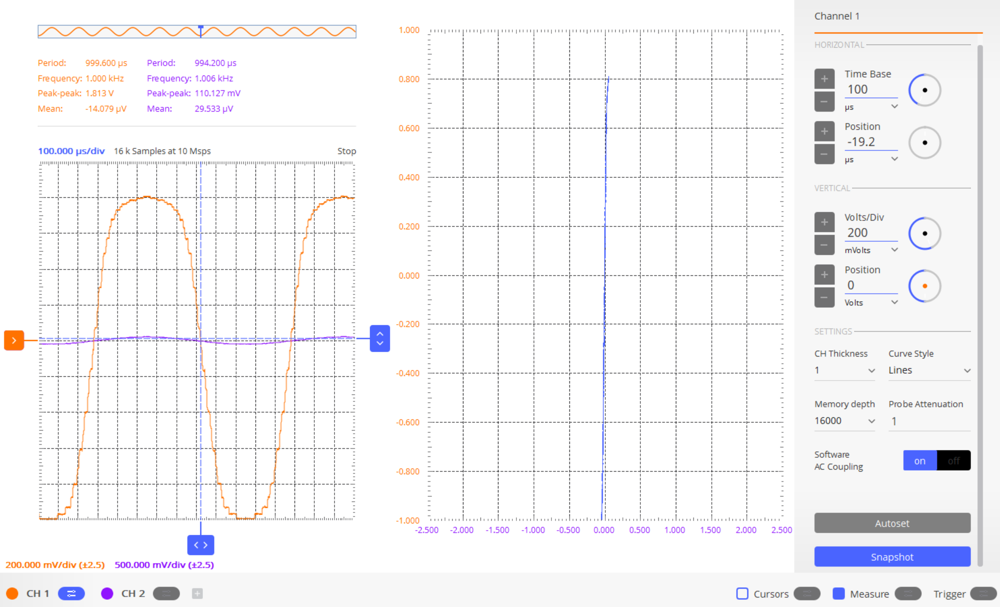 Period: 999.600 µs Period: 994.200 µs
Frequency: 1.000 kHz Frequency: 1.006 kHz
Peak-peak: 1.813 V Peak-peak: 110.127 mV
Mean: -14.079 µV Mean: 29.533 µV
100.000 µs/div 16 k Samples at 10 Msps Stop
200.000 mV/div (±2.5) 500.000 mV/div (±2.5)
1.000
0.800
0.600
0.400
0.200
0.000
-0.200
-0.400
-0.600
-0.800
-1.000
-2.500 -2.000 -1.500 -1.000 -0.500 0.000 0.500 1.000 1.500 2.000 2.500
Channel 1
HORIZONTAL
Time Base
100
µs
Position
-19.2
µs
VERTICAL
Volts/Div
200
mVolts
Position
0
Volts
SETTINGS
CH Thickness Curve Style
1 Lines
Memory depth Probe Attenuation
16000 1
Software
AC Coupling
on off
Autoset
Snapshot
CH 1 CH 2 Cursors Measure Trigger